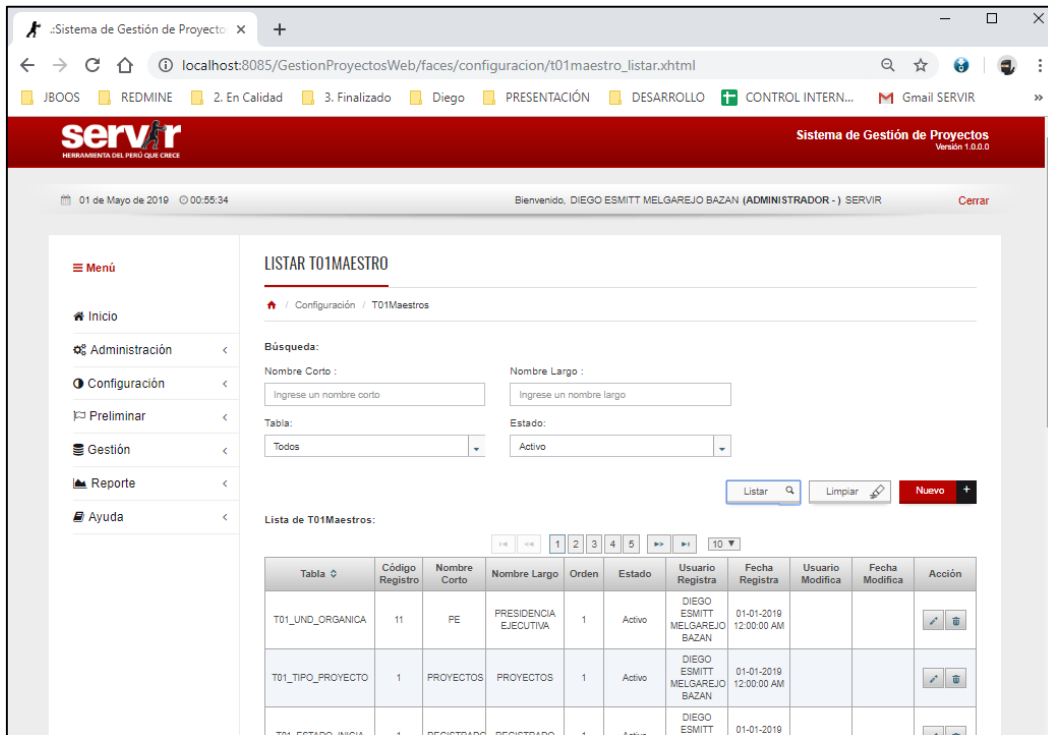 .:Sistema de Gestión de Proyecto
localhost:8085/GestionProyectosWeb/faces/configuracion/t01maestro_listar.xhtml
JBOOS REDMINE 2. En Calidad 3. Finalizado Diego PRESENTACIÓN DESARROLLO CONTROL INTERN... Gmail SERVIR »
servir
HERRAMIENTA DEL PERÚ QUE CRECE
Sistema de Gestión de Proyectos
Versión 1.0.0.0
01 de Mayo de 2019 00:55:34
Bienvenido, DIEGO ESMITT MELGAREJO BAZAN (ADMINISTRADOR - ) SERVIR
Cerrar
Menú
Inicio
Administración <
Configuración <
Preliminar <
Gestión <
Reporte <
Ayuda <
LISTAR T01MAESTRO
/ Configuración / T01Maestros
Búsqueda:
Nombre Corto : Nombre Largo :
Ingrese un nombre corto Ingrese un nombre largo
Tabla: Estado:
Todos Activo
Listar Limpiar Nuevo +
Lista de T01Maestros:
1 2 3 4 5 10
Tabla Código Registro Nombre Corto Nombre Largo Orden Estado Usuario Registra Fecha Registra Usuario Modifica Fecha Modifica Acción
T01_UND_ORGANICA 11 PE PRESIDENCIA EJECUTIVA 1 Activo DIEGO ESMITT MELGAREJO BAZAN 01-01-2019 12:00:00 AM
T01_TIPO_PROYECTO 1 PROYECTOS PROYECTOS 1 Activo DIEGO ESMITT MELGAREJO BAZAN 01-01-2019 12:00:00 AM
T01_ESTADO_INICIA 1 REGISTRADO REGISTRADO 1 Activo DIEGO ESMITT 01-01-2019